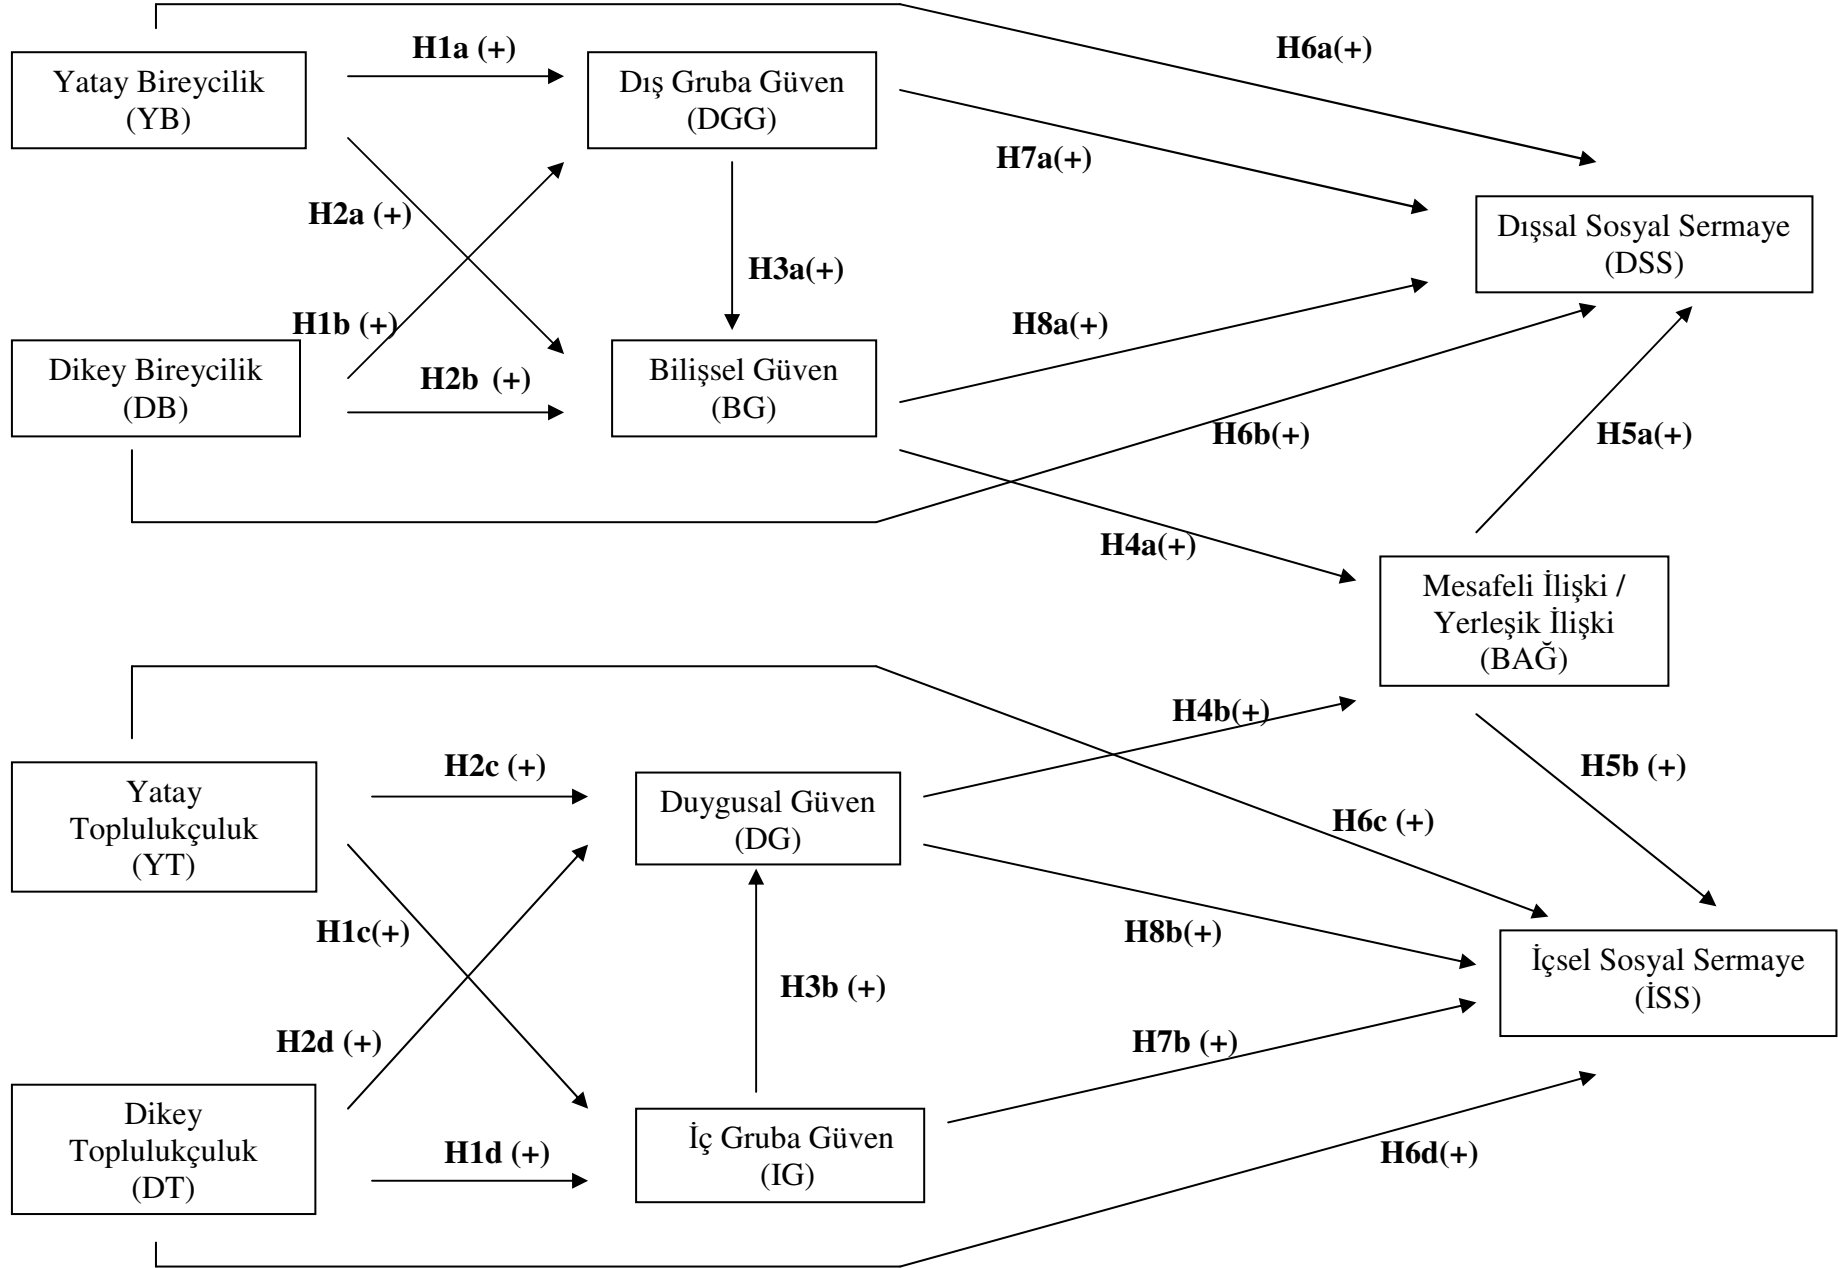 H1a (+)
H6a(+)
Yatay Bireycilik
(YB)
Dış Gruba Güven
(DGG)
H7a(+)
H2a (+)
Dışsal Sosyal Sermaye
(DSS)
H3a(+)
H1b (+)
H8a(+)
Dikey Bireycilik
(DB)
H2b (+)
Bilişsel Güven
(BG)
H6b(+)
H5a(+)
H4a(+)
Mesafeli İlişki /
Yerleşik İlişki
(BAĞ)
H4b(+)
H2c (+)
H5b (+)
Yatay
Toplulukçuluk
(YT)
Duygusal Güven
(DG)
H6c (+)
H1c(+)
H8b(+)
İçsel Sosyal Sermaye
(İSS)
H3b (+)
H2d (+)
H7b (+)
Dikey
Toplulukçuluk
(DT)
H1d (+)
İç Gruba Güven
(IG)
H6d(+)